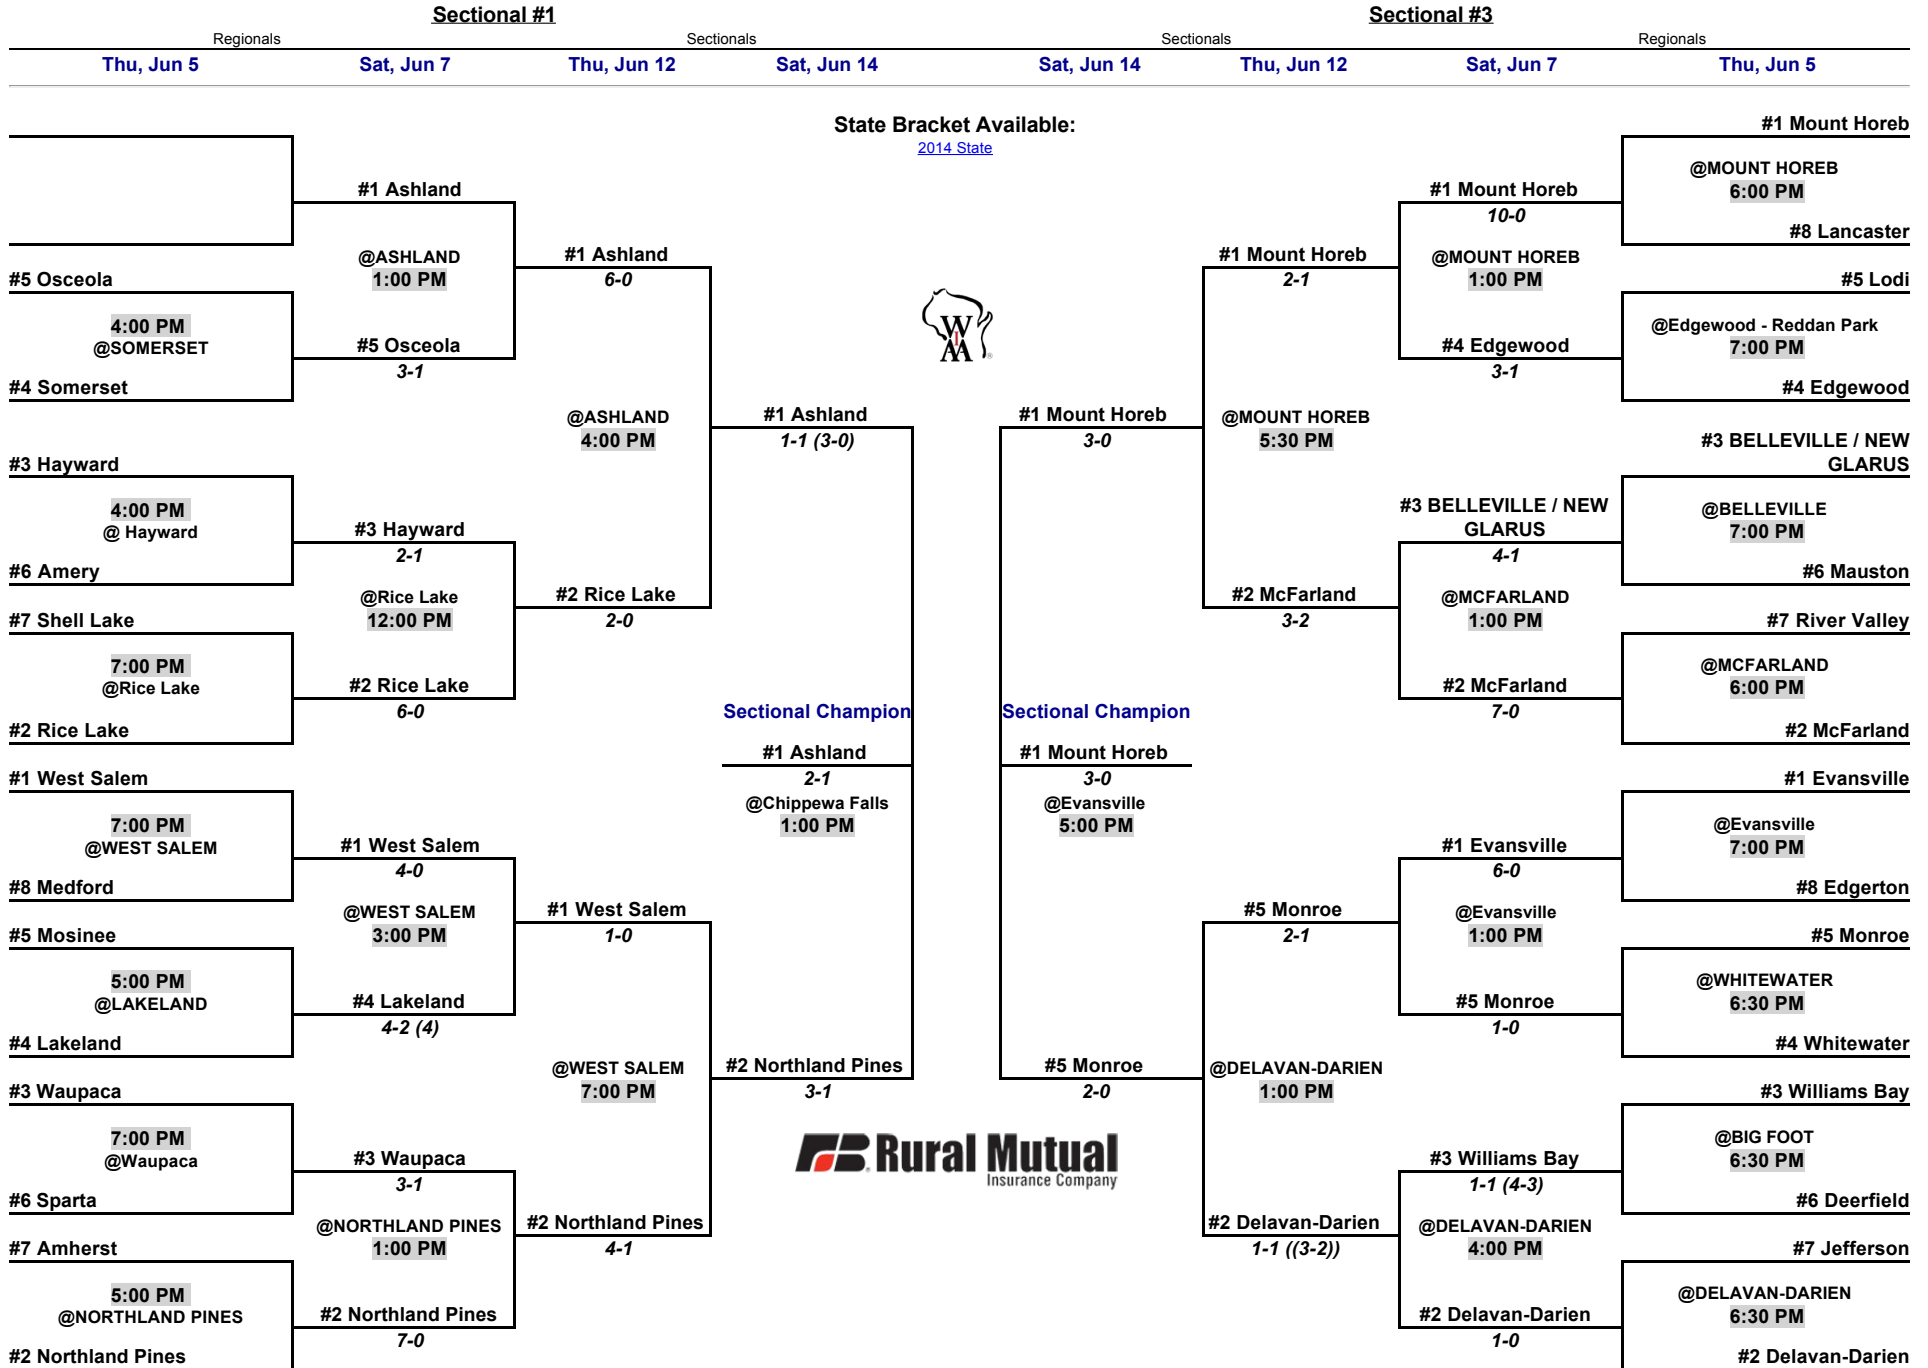 Sectional #1
Sectional #3
Regionals
Sectionals
Sectionals
Regionals
Thu, Jun 5
Sat, Jun 7
Thu, Jun 12
Sat, Jun 14
Sat, Jun 14
Thu, Jun 12
Sat, Jun 7
Thu, Jun 5
State Bracket Available:
2014 State
#1 Ashland
@ASHLAND
1:00 PM
#5 Osceola
4:00 PM
@SOMERSET
#4 Somerset
#5 Osceola
3-1
#1 Ashland
6-0
@ASHLAND
4:00 PM
#3 Hayward
4:00 PM
@ Hayward
#6 Amery
#3 Hayward
2-1
@Rice Lake
12:00 PM
#7 Shell Lake
7:00 PM
@Rice Lake
#2 Rice Lake
#2 Rice Lake
6-0
#2 Rice Lake
2-0
#1 Ashland
1-1 (3-0)
Sectional Champion
#1 Ashland
2-1
@Chippewa Falls
1:00 PM
#1 West Salem
7:00 PM
@WEST SALEM
#8 Medford
#1 West Salem
4-0
@WEST SALEM
3:00 PM
#5 Mosinee
5:00 PM
@LAKELAND
#4 Lakeland
#4 Lakeland
4-2 (4)
#1 West Salem
1-0
@WEST SALEM
7:00 PM
#2 Northland Pines
3-1
#3 Waupaca
7:00 PM
@Waupaca
#6 Sparta
#3 Waupaca
3-1
@NORTHLAND PINES
1:00 PM
#7 Amherst
5:00 PM
@NORTHLAND PINES
#2 Northland Pines
#2 Northland Pines
7-0
#2 Northland Pines
4-1
WIAA
Rural Mutual
Insurance Company
#1 Mount Horeb
@MOUNT HOREB
6:00 PM
#8 Lancaster
#1 Mount Horeb
10-0
@MOUNT HOREB
1:00 PM
#5 Lodi
@Edgewood - Reddan Park
7:00 PM
#4 Edgewood
#4 Edgewood
3-1
#1 Mount Horeb
2-1
@MOUNT HOREB
5:30 PM
#1 Mount Horeb
3-0
#3 BELLEVILLE / NEW
GLARUS
@BELLEVILLE
7:00 PM
#6 Mauston
#3 BELLEVILLE / NEW
GLARUS
4-1
@MCFARLAND
1:00 PM
#7 River Valley
@MCFARLAND
6:00 PM
#2 McFarland
#2 McFarland
7-0
#2 McFarland
3-2
Sectional Champion
#1 Mount Horeb
3-0
@Evansville
5:00 PM
#1 Evansville
@Evansville
7:00 PM
#8 Edgerton
#1 Evansville
6-0
@Evansville
1:00 PM
#5 Monroe
@WHITEWATER
6:30 PM
#4 Whitewater
#5 Monroe
1-0
#5 Monroe
2-1
@DELAVAN-DARIEN
1:00 PM
#5 Monroe
2-0
#3 Williams Bay
@BIG FOOT
6:30 PM
#6 Deerfield
#3 Williams Bay
1-1 (4-3)
@DELAVAN-DARIEN
4:00 PM
#7 Jefferson
@DELAVAN-DARIEN
6:30 PM
#2 Delavan-Darien
#2 Delavan-Darien
1-0
#2 Delavan-Darien
1-1 ((3-2))